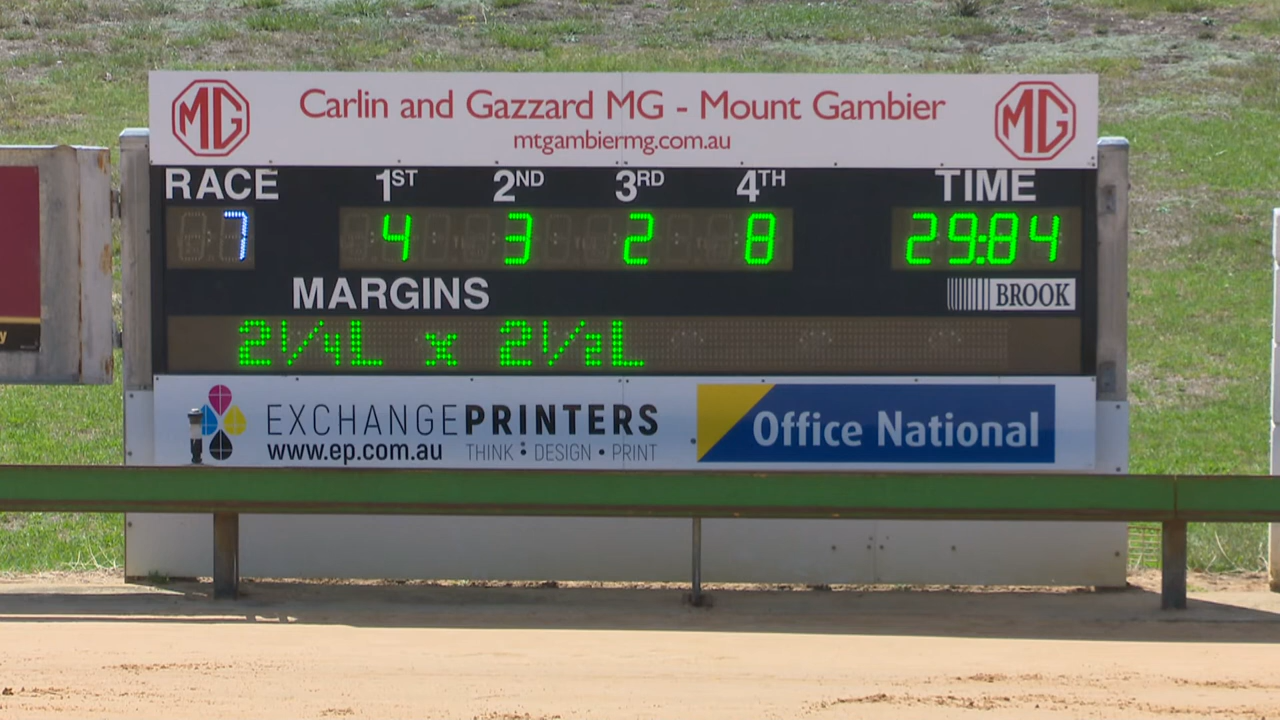 MG Carlin and Gazzard MG - Mount Gambier MG
mtgambiermg.com.au
RACE 1ST 2ND 3RD 4TH TIME
7 4 3 2 8 29:84
MARGINS BROOK
2¼L x 2½L
EXCHANGEPRINTERS Office National
www.ep.com.au THINK : DESIGN • PRINT
y